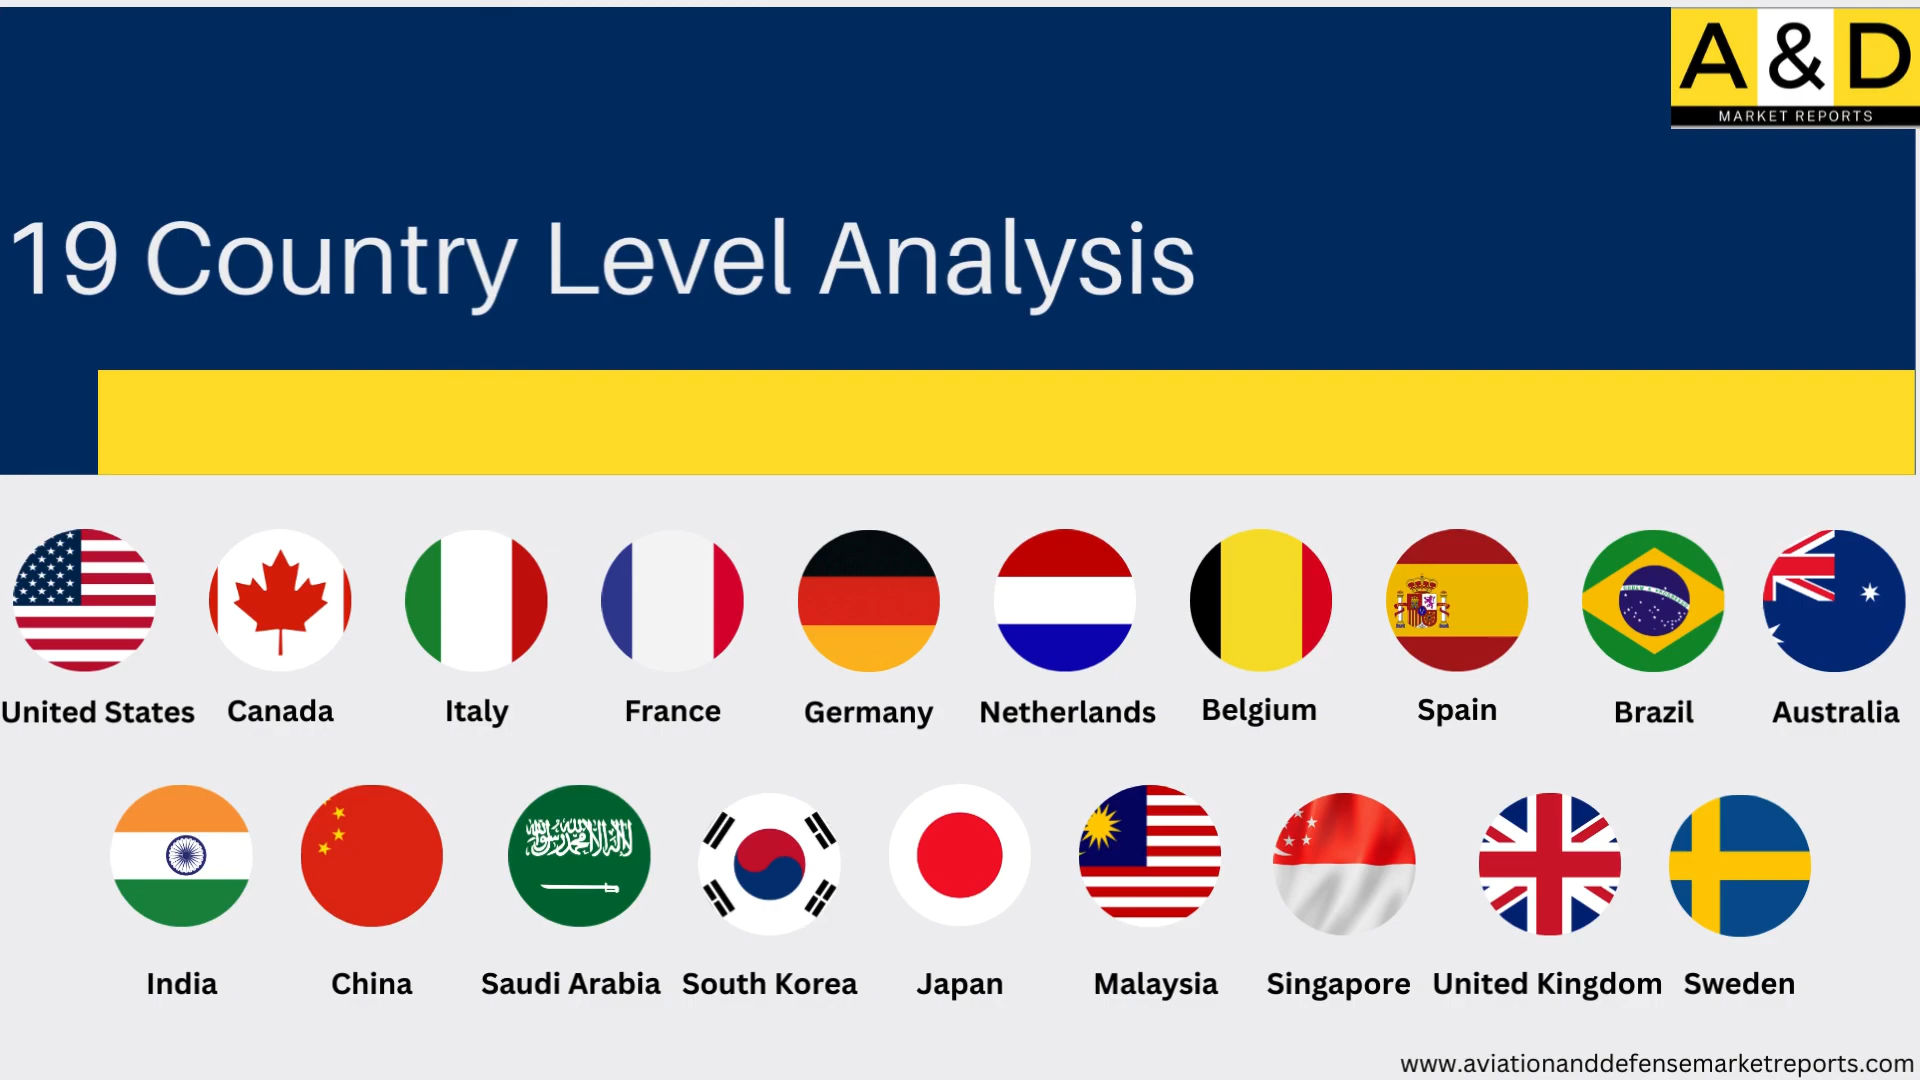 A & D
MARKET REPORTS
19 Country Level Analysis
United States Canada Italy France Germany Netherlands Belgium Spain Brazil Australia
India China Saudi Arabia South Korea Japan Malaysia Singapore United Kingdom Sweden
www.aviationanddefensemarketreports.com